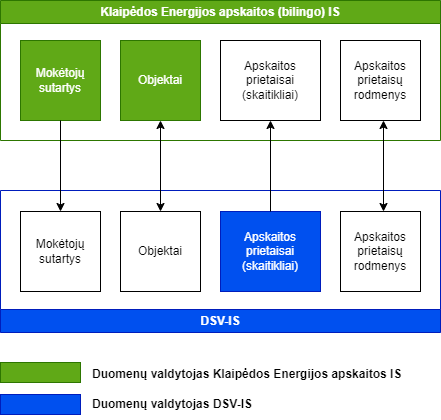 Klaipėdos Energijos apskaitos (bilingo) IS
Mokėtojų
sutartys
Objektai
Apskaitos
prietaisai
(skaitikliai)
Apskaitos
prietaisų
rodmenys
Mokėtojų
sutartys
Objektai
Apskaitos
prietaisai
(skaitikliai)
Apskaitos
prietaisų
rodmenys
DSV-IS
Duomenų valdytojas Klaipėdos Energijos apskaitos IS
Duomenų valdytojas DSV-IS